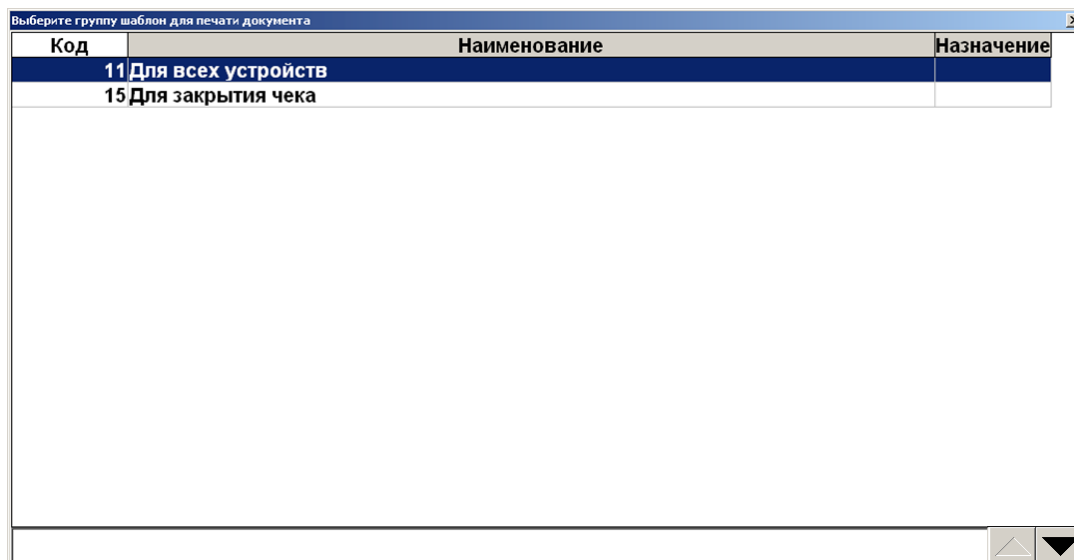 Выберите группу шаблон для печати документа
Код Наименование Назначение
11 Для всех устройств
15 Для закрытия чека